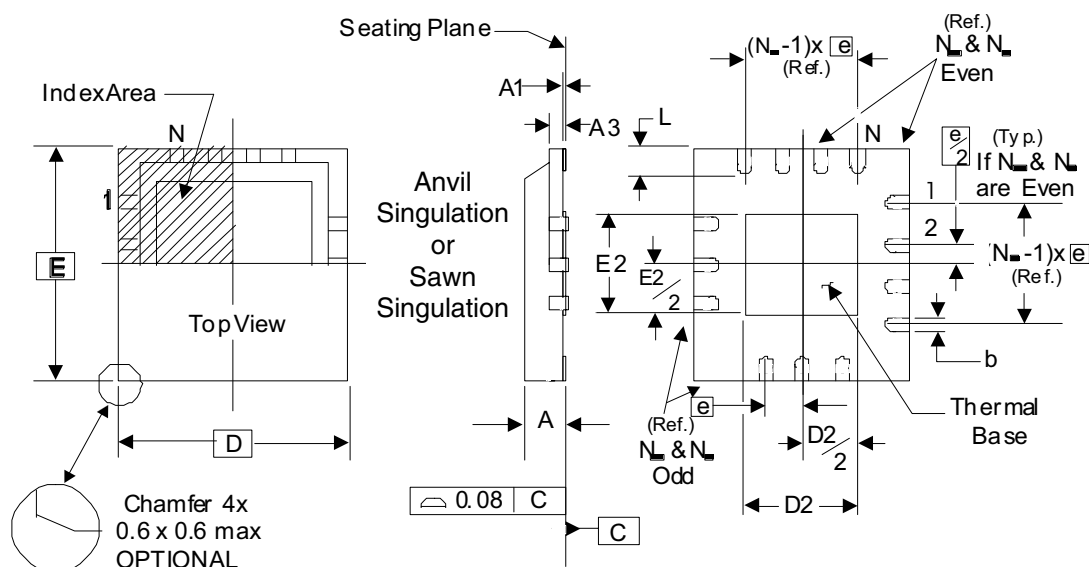 Seating Plane
(Ref.)
N & N
Even
(N -1)x e
(Ref.)
A1
IndexArea
A3
L
N
N
e/2
(Typ.)
If N & N
are Even
1
1
2
Anvil
Singulation
or
Sawn
Singulation
E
E2
E2/2
(N -1)x e
(Ref.)
TopView
b
Thermal
Base
e
(Ref.)
N & N
Odd
A
D2/2
D
D2
Chamfer 4x
0.6 x 0.6 max
OPTIONAL
0.08 C
C